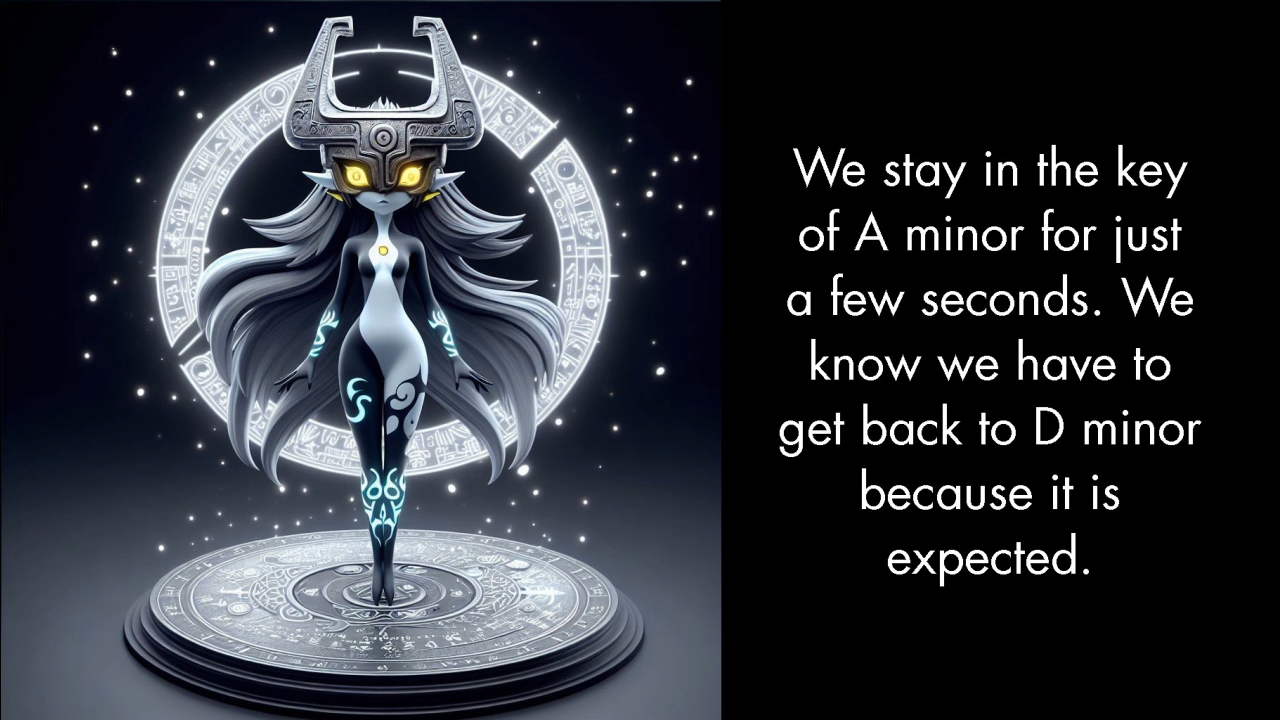 We stay in the key
of A minor for just
a few seconds. We
know we have to
get back to D minor
because it is
expected.